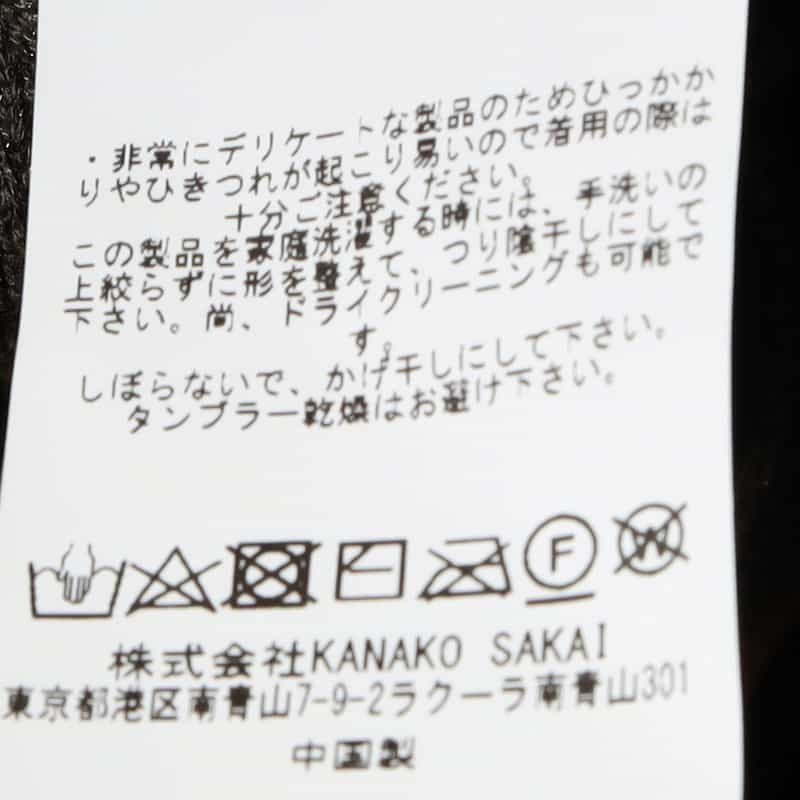 ・非常にデリケートな製品のためひっかか
りやひきつれが起こり易いので着用の際は
十分ご注意ください。
この製品を家庭洗濯する時には、手洗いの
上絞らずに形を整えて、つり陰干しにして
下さい。尚、ドライクリーニングも可能で
す。
しぼらないで、かげ干しにして下さい。
タンブラー乾燥はお避け下さい。
F W
株式会社KANAKO SAKAI
東京都港区南青山7-9-2ラクーラ南青山301
中国製